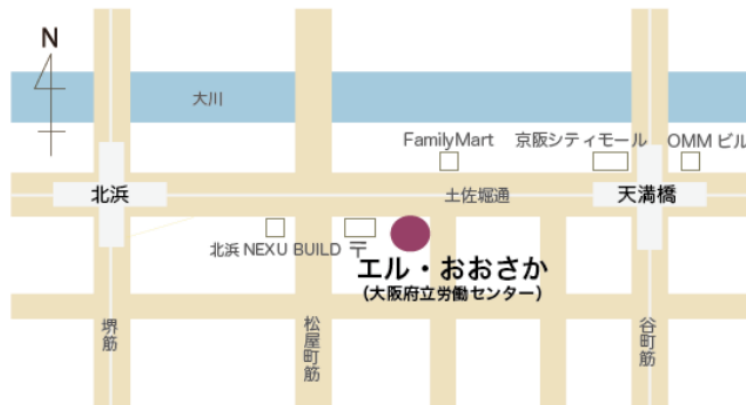 N
大川
FamilyMart
京阪シティモール
OMM ビル
北浜
土佐堀通
天満橋
北浜 NEXU BUILD
〒
エル・おおさか
(大阪府立労働センター)
堺筋
松屋町筋
谷町筋